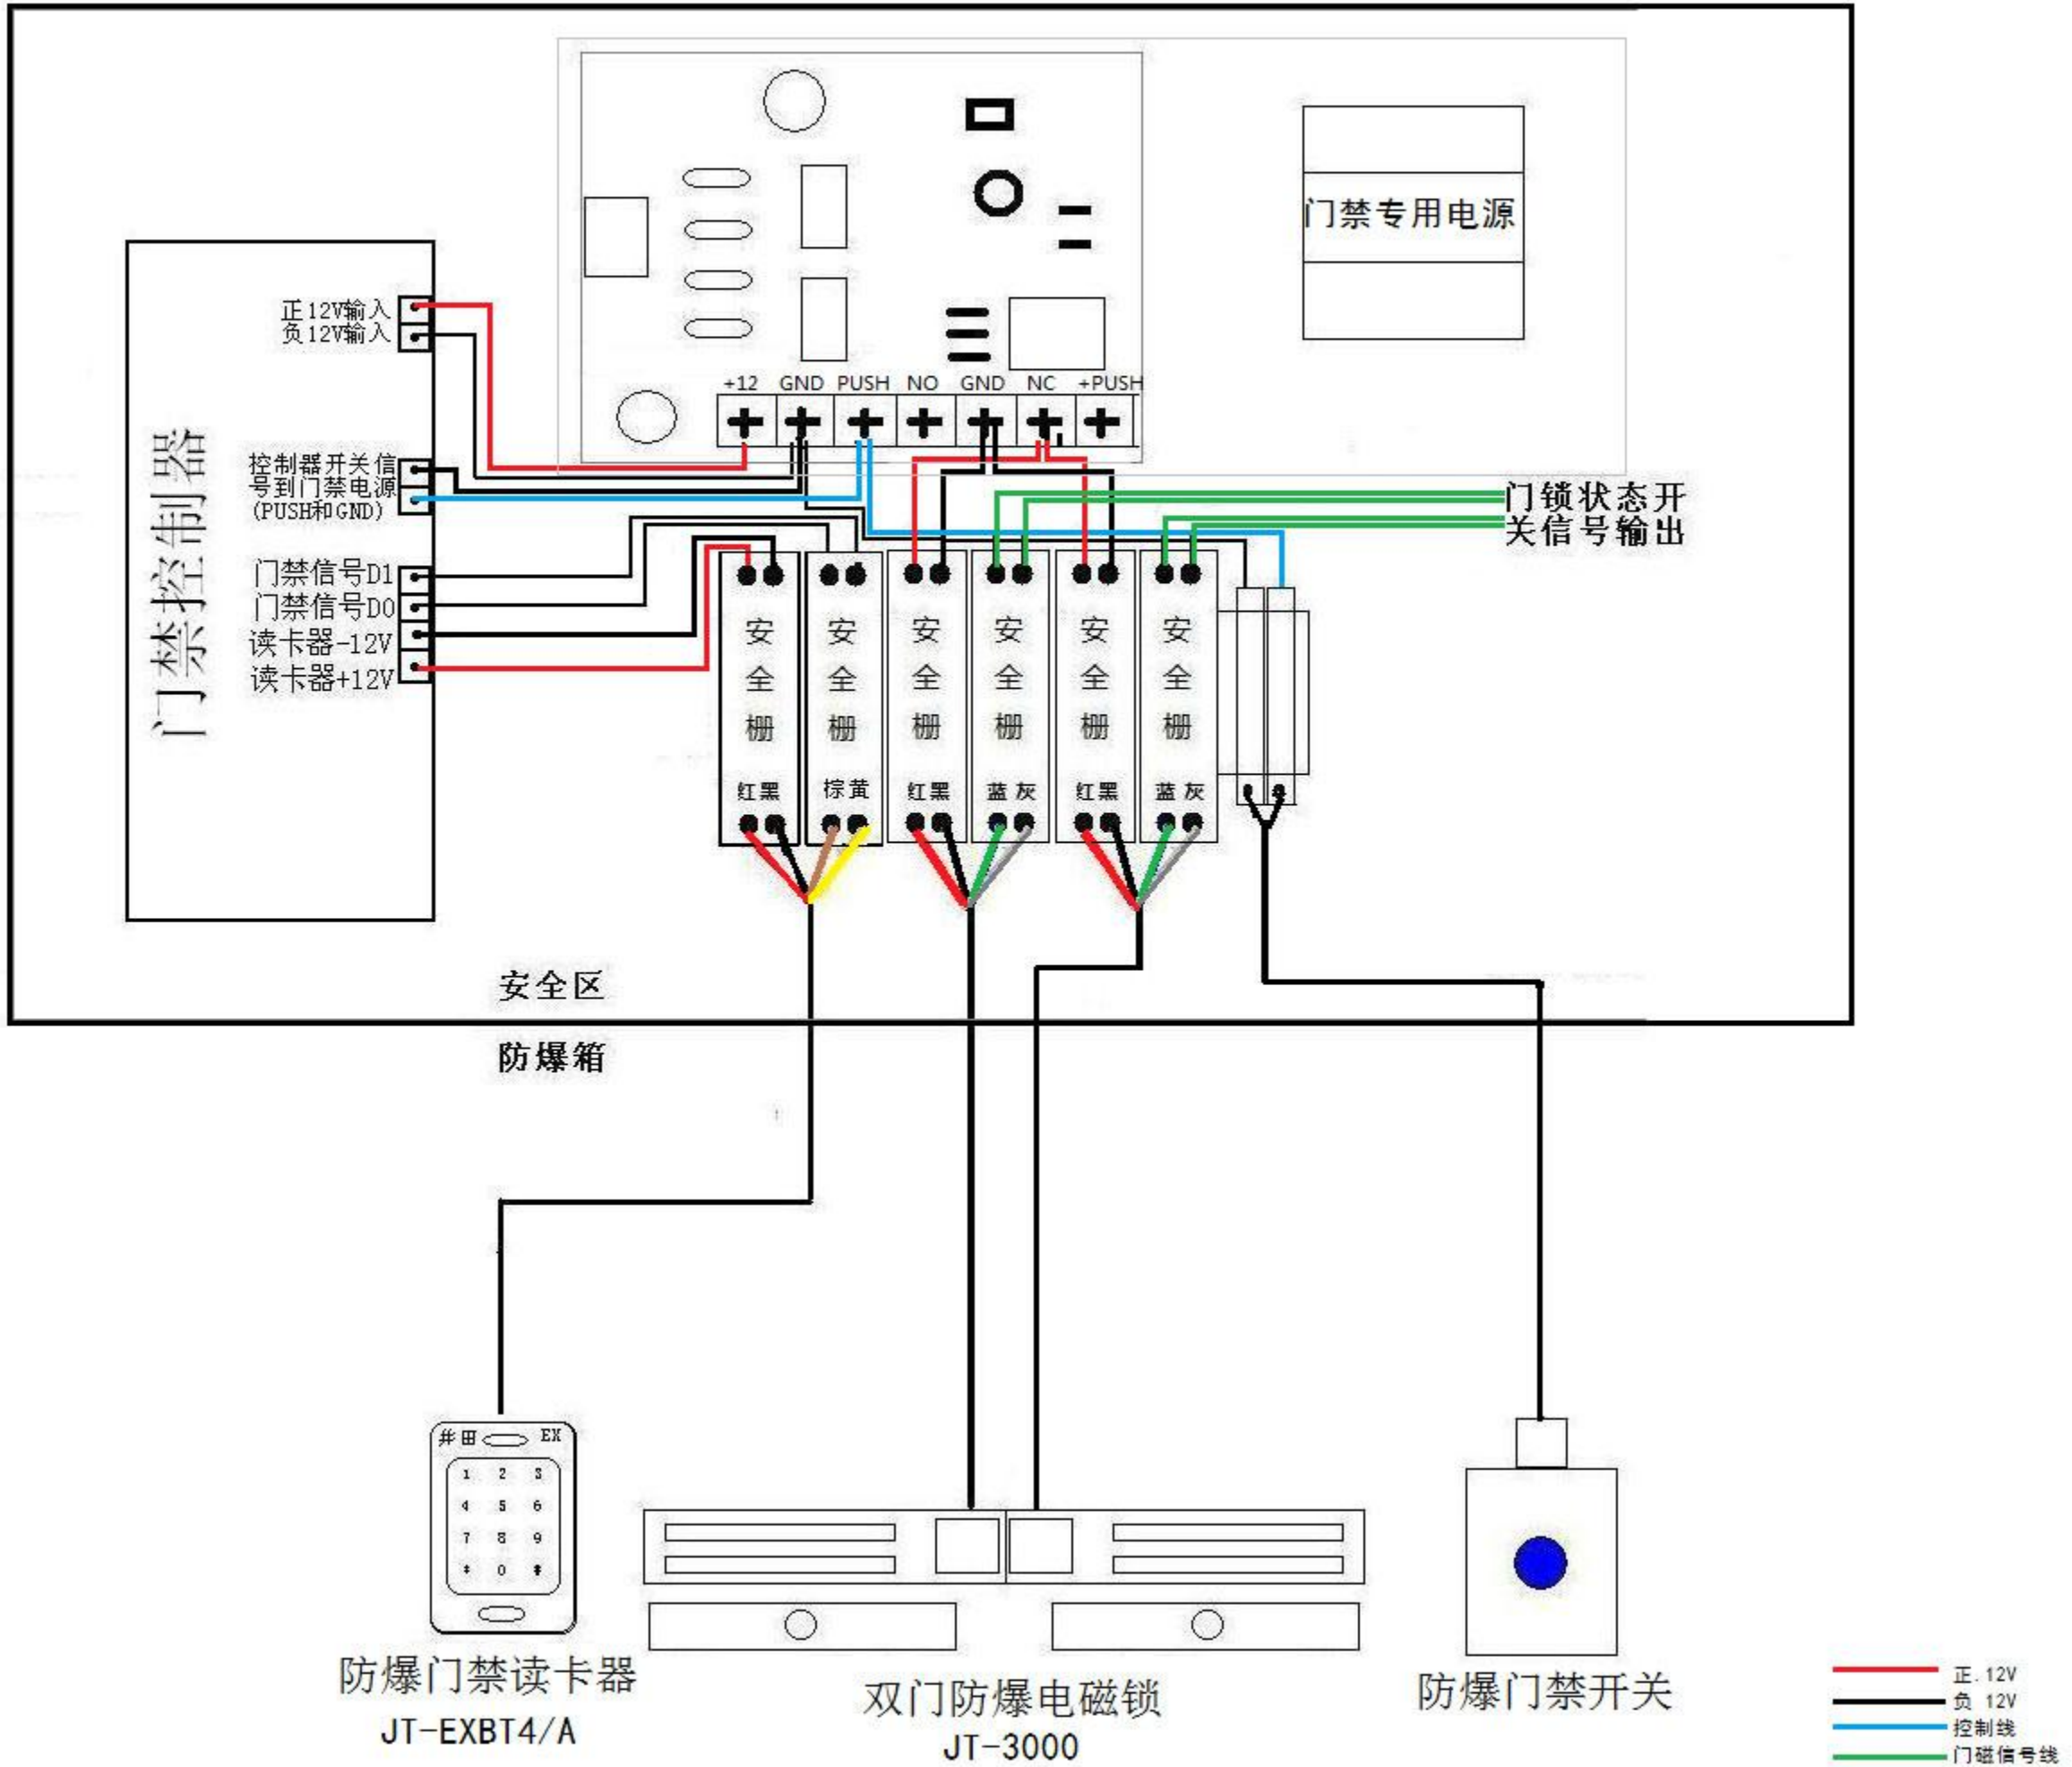 门禁专用电源
正12V输入
负12V输入
+12 GND PUSH NO GND NC +PUSH
控制器开关信
号到门禁电源
(PUSH和GND)
门锁状态开
关信号输出
门禁控制器
门禁信号D1
门禁信号D0
读卡器-12V
读卡器+12V
安全栅
安全栅
安全栅
安全栅
安全栅
安全栅
红黑
棕黄
红黑
蓝灰
红黑
蓝灰
安全区
防爆箱
井田 EX
1 2 3
4 5 6
7 8 9
* 0 #
防爆门禁读卡器
JT-EXBT4/A
双门防爆电磁锁
JT-3000
防爆门禁开关
正.12V
负 12V
控制线
门磁信号线